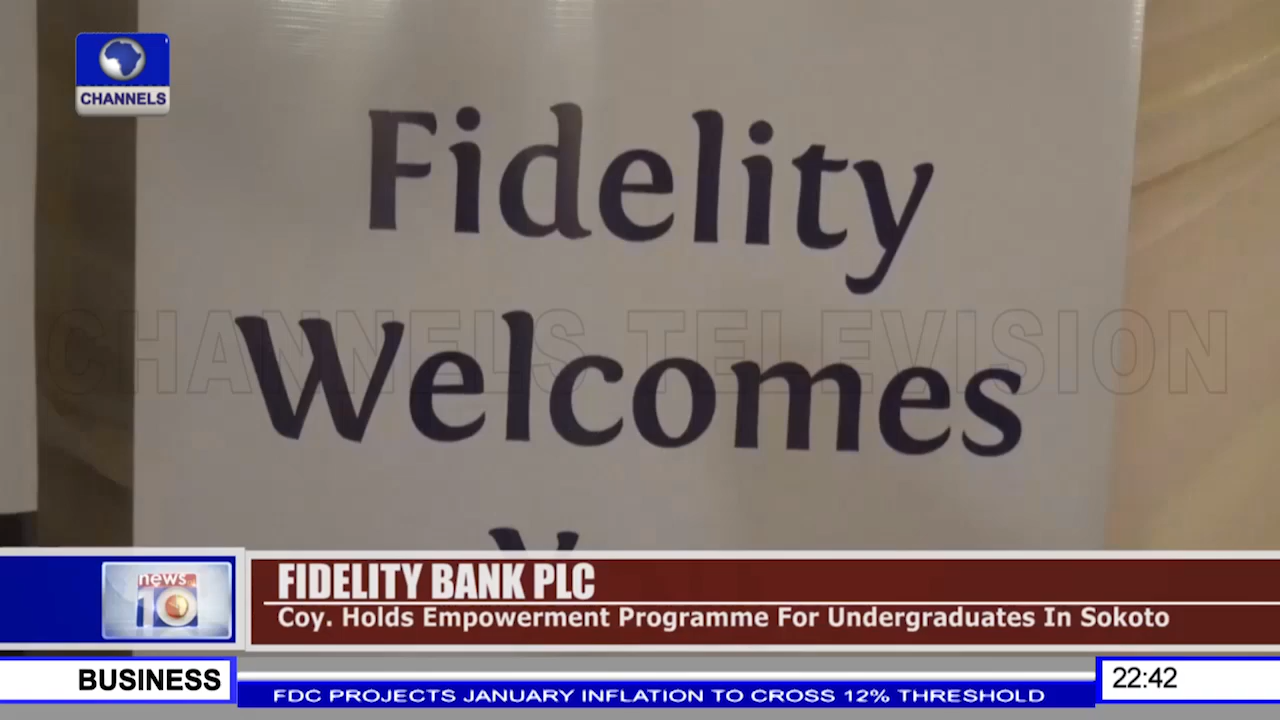 CHANNELS
Fidelity
Welcomes
CHANNELS TELEVISION
news
10
FIDELITY BANK PLC
Coy. Holds Empowerment Programme For Undergraduates In Sokoto
BUSINESS
FDC PROJECTS JANUARY INFLATION TO CROSS 12% THRESHOLD
22:42